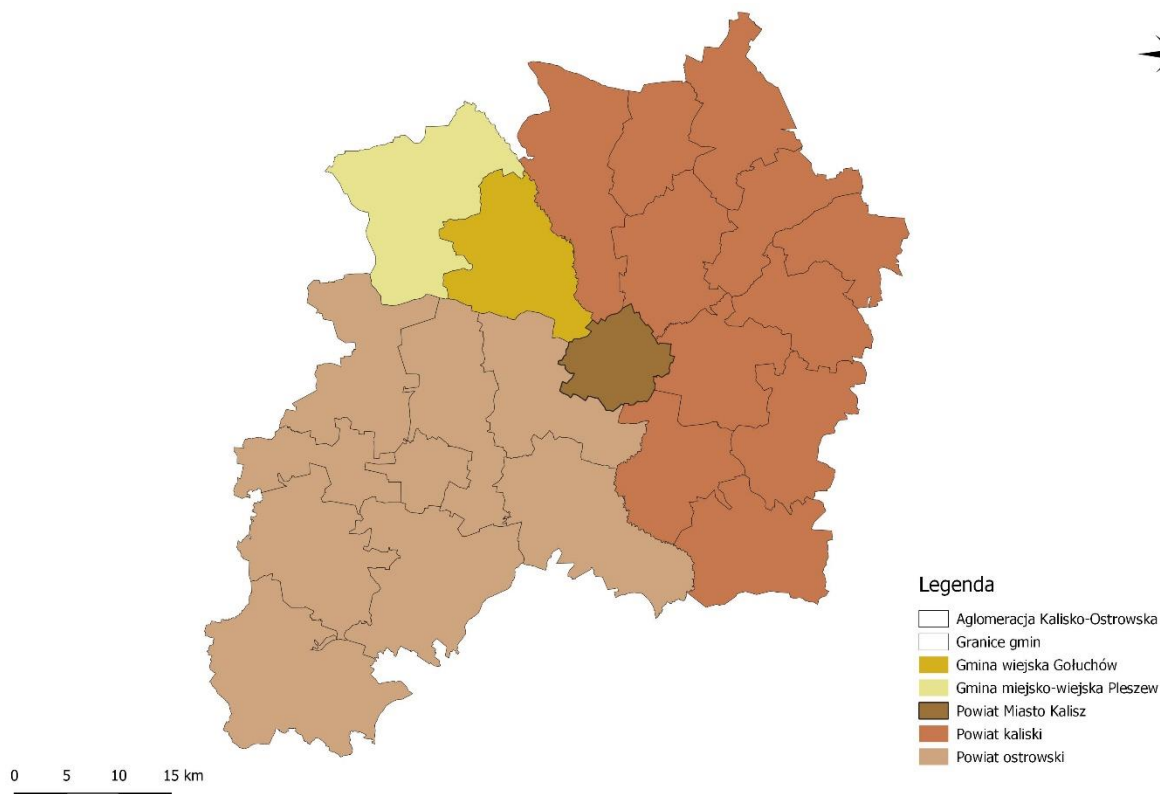 Legenda
Aglomeracja Kalisko-Ostrowska
Granice gmin
Gmina wiejska Gołuchów
Gmina miejsko-wiejska Pleszew
Powiat Miasto Kalisz
Powiat kaliski
Powiat ostrowski
0 5 10 15 km